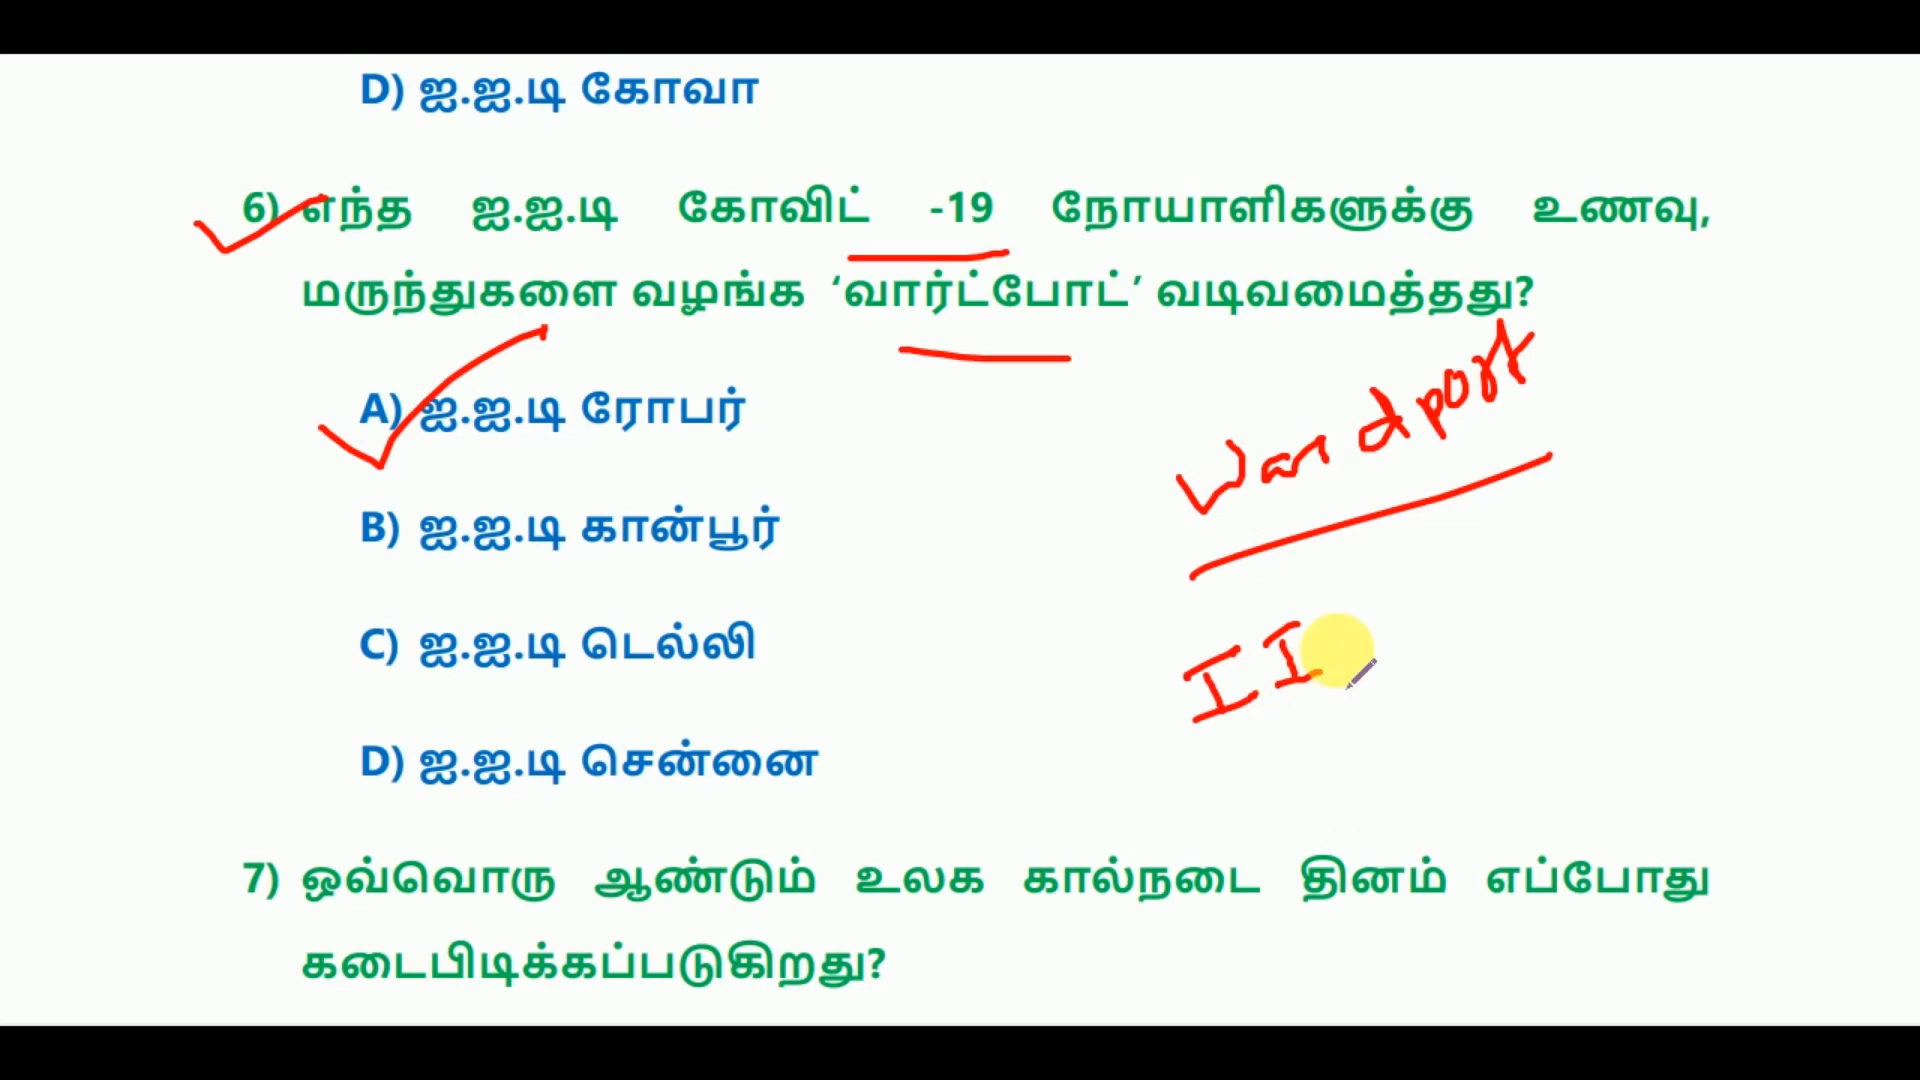 D) ஐ.ஐ.டி கோவா
6) எந்த ஐ.ஐ.டி கோவிட் -19 நோயாளிகளுக்கு உணவு,
மருந்துகளை வழங்க ‘வார்ட்போட்’ வடிவமைத்தது?
A) ஐ.ஐ.டி ரோபர்
Wardport
B) ஐ.ஐ.டி கான்பூர்
C) ஐ.ஐ.டி டெல்லி
II
D) ஐ.ஐ.டி சென்னை
7) ஒவ்வொரு ஆண்டும் உலக கால்நடை தினம் எப்போது
கடைபிடிக்கப்படுகிறது?